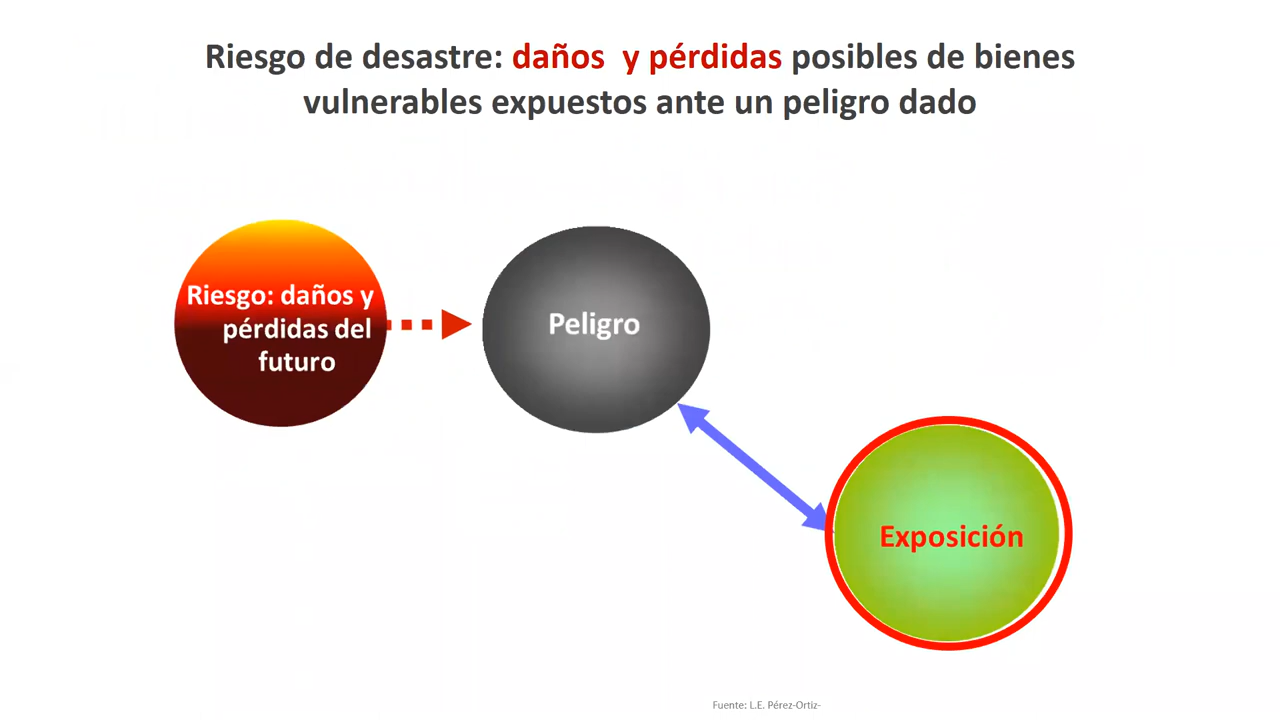 Riesgo de desastre: daños y pérdidas posibles de bienes
vulnerables expuestos ante un peligro dado
Riesgo: daños y
pérdidas del
futuro
Peligro
Exposición
Fuente: L.E. Pérez-Ortiz-